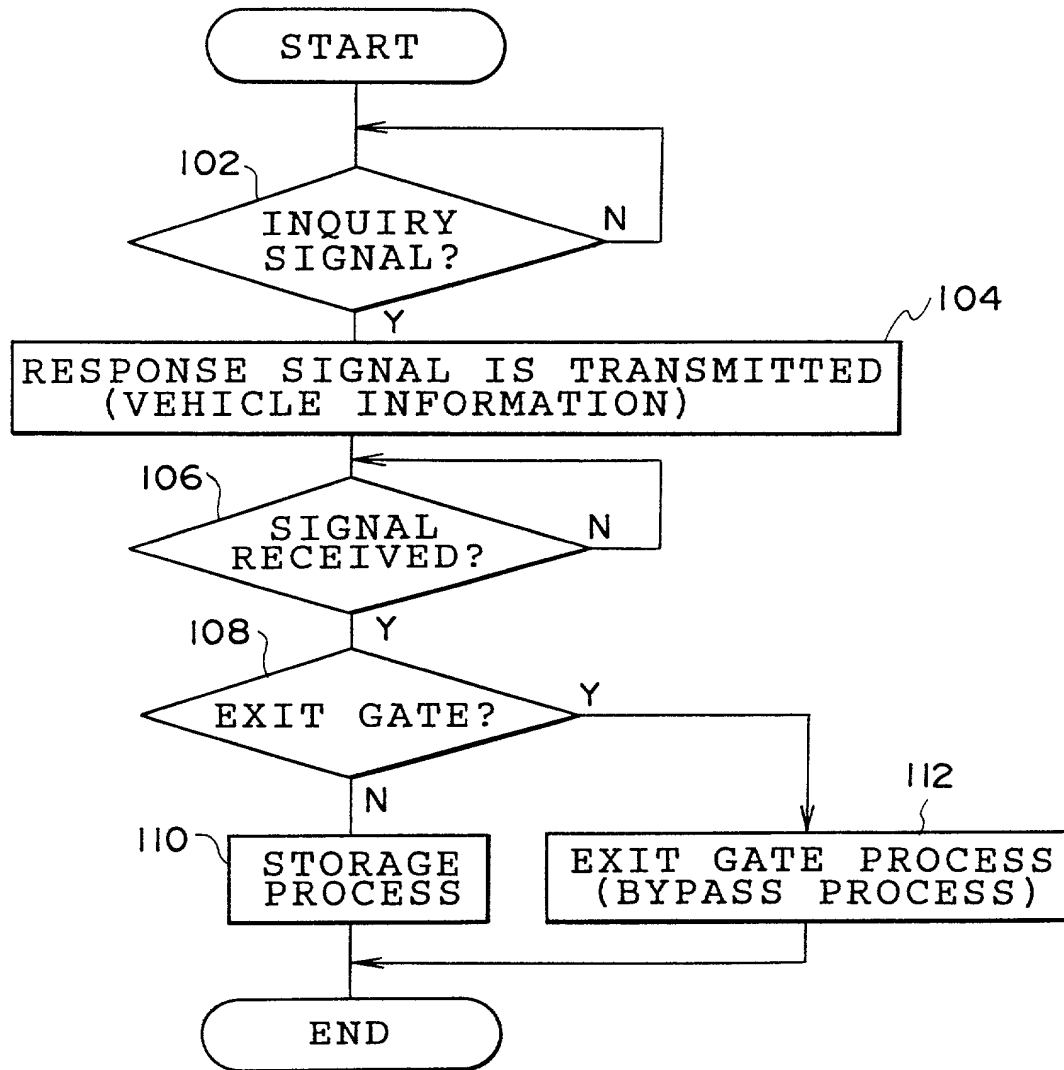 START
102
INQUIRY
SIGNAL?
N
Y
104
RESPONSE SIGNAL IS TRANSMITTED
(VEHICLE INFORMATION)
106
SIGNAL
RECEIVED?
N
Y
108
EXIT GATE?
Y
N
110
STORAGE
PROCESS
112
EXIT GATE PROCESS
(BYPASS PROCESS)
END